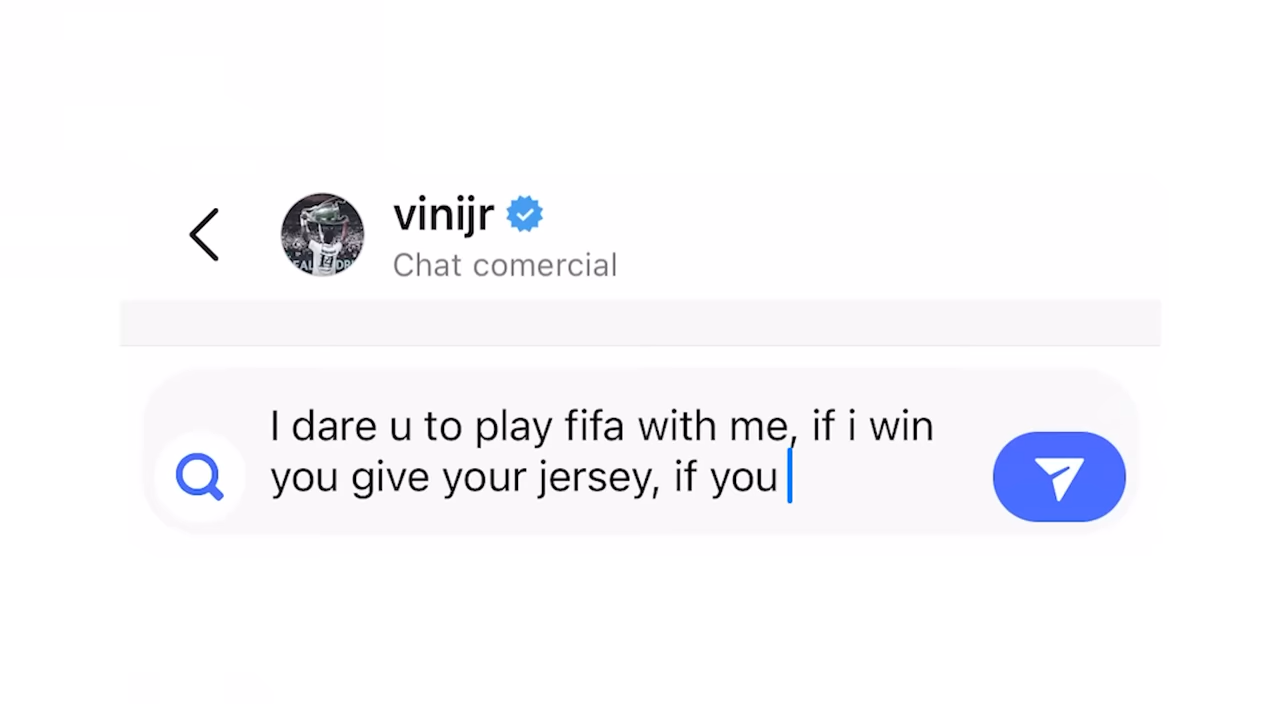 vinijr
Chat comercial
I dare u to play fifa with me, if i win
you give your jersey, if you